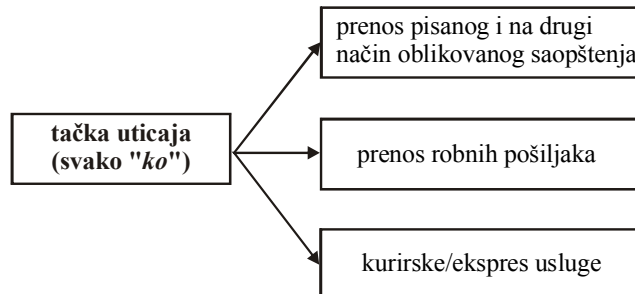 prenos pisanog i na drugi
način oblikovanog saopštenja
tačka uticaja
(svako "ko")
prenos robnih pošiljaka
kurirske/ekspres usluge